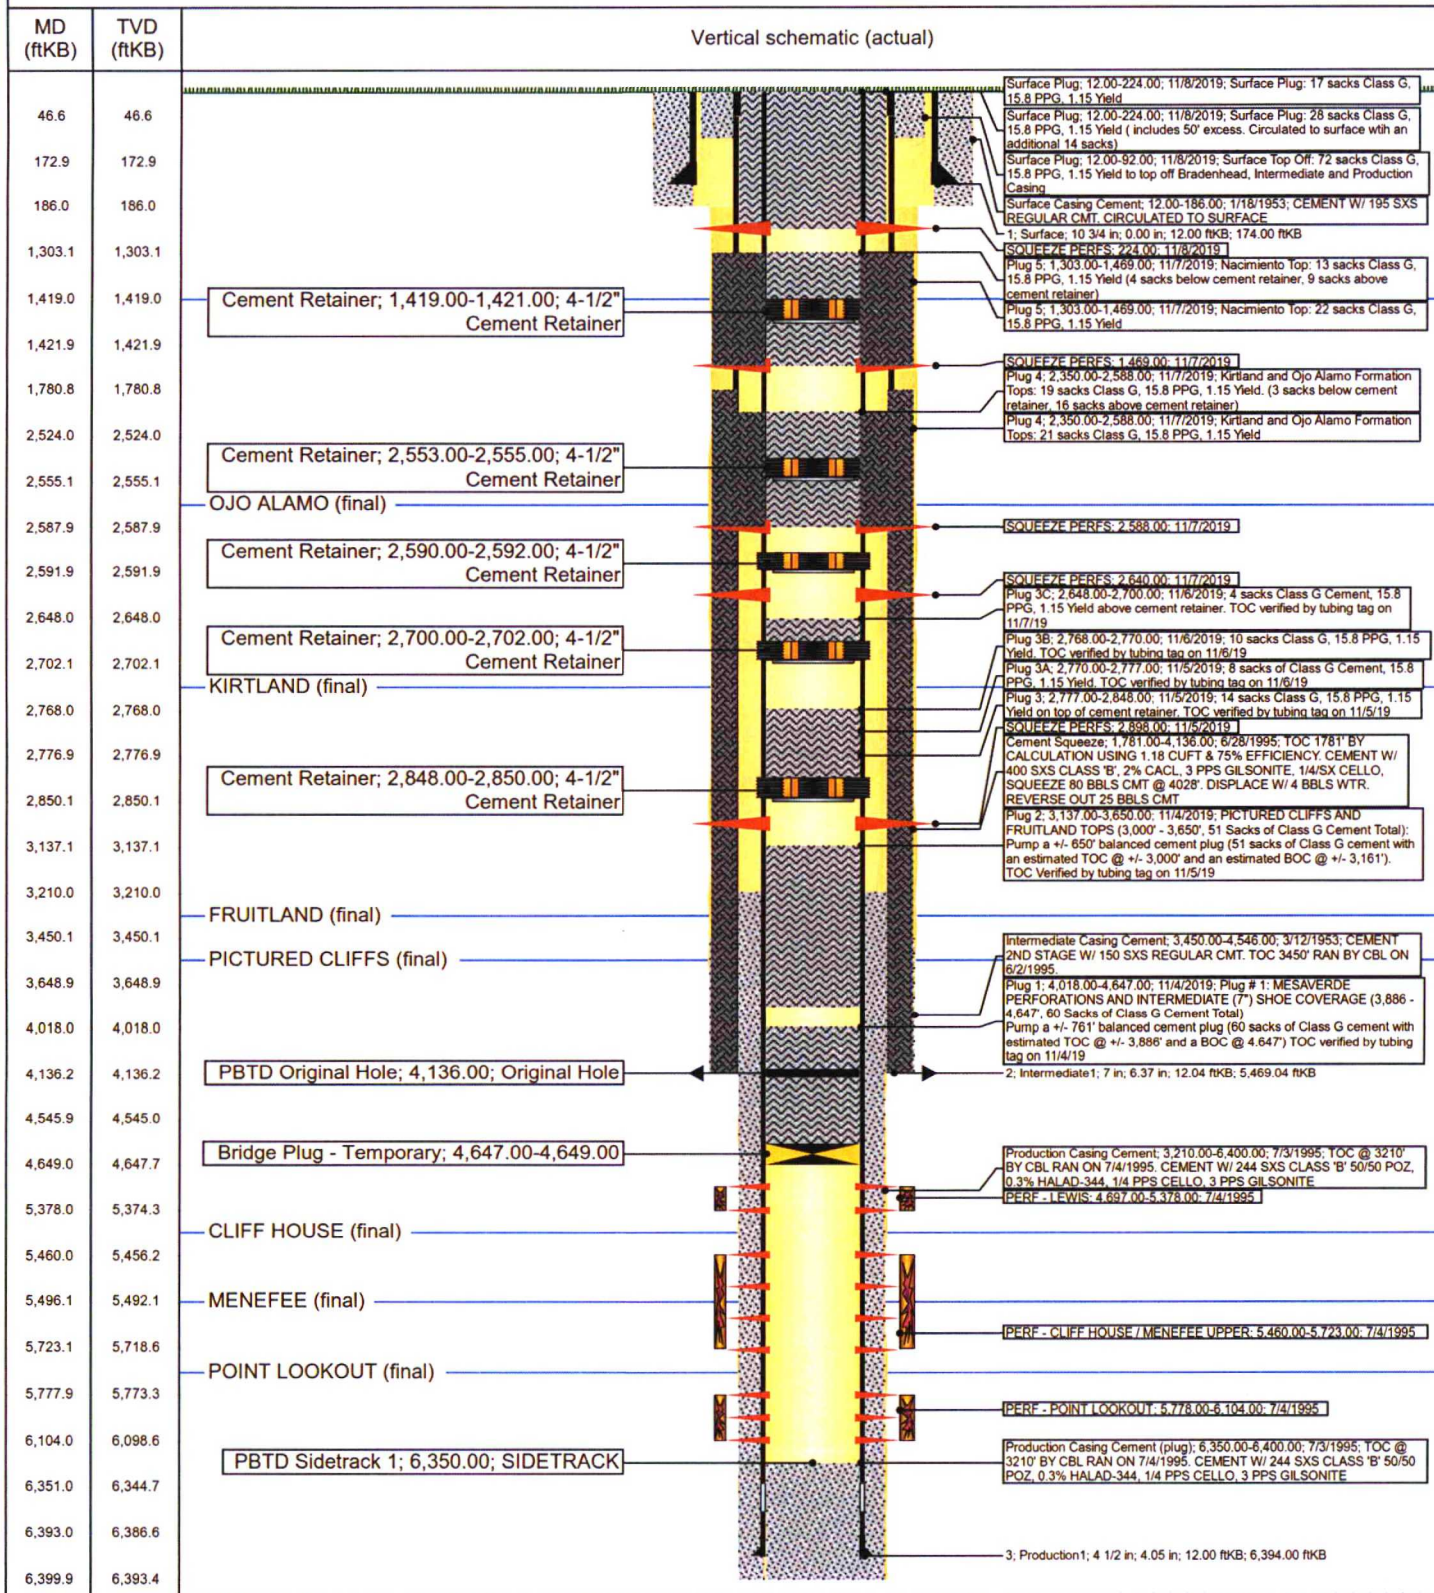 MD (ftKB)
TVD (ftKB)
Vertical schematic (actual)
46.6 46.6
172.9 172.9
186.0 186.0
1,303.1 1,303.1
1,419.0 1,419.0
1,421.9 1,421.9
1,780.8 1,780.8
2,524.0 2,524.0
2,555.1 2,555.1
2,587.9 2,587.9
2,591.9 2,591.9
2,648.0 2,648.0
2,702.1 2,702.1
2,768.0 2,768.0
2,776.9 2,776.9
2,850.1 2,850.1
3,137.1 3,137.1
3,210.0 3,210.0
3,450.1 3,450.1
3,648.9 3,648.9
4,018.0 4,018.0
4,136.2 4,136.2
4,545.9 4,545.0
4,649.0 4,647.7
5,378.0 5,374.3
5,460.0 5,456.2
5,496.1 5,492.1
5,723.1 5,718.6
5,777.9 5,773.3
6,104.0 6,098.6
6,351.0 6,344.7
6,393.0 6,386.6
6,399.9 6,393.4
Cement Retainer; 1,419.00-1,421.00; 4-1/2"
Cement Retainer
Cement Retainer; 2,553.00-2,555.00; 4-1/2"
Cement Retainer
OJO ALAMO (final)
Cement Retainer; 2,590.00-2,592.00; 4-1/2"
Cement Retainer
Cement Retainer; 2,700.00-2,702.00; 4-1/2"
Cement Retainer
KIRTLAND (final)
Cement Retainer; 2,848.00-2,850.00; 4-1/2"
Cement Retainer
FRUITLAND (final)
PICTURED CLIFFS (final)
PBTD Original Hole; 4,136.00; Original Hole
Bridge Plug - Temporary; 4,647.00-4,649.00
CLIFF HOUSE (final)
MENEFEE (final)
POINT LOOKOUT (final)
PBTD Sidetrack 1; 6,350.00; SIDETRACK
Surface Plug; 12.00-224.00; 11/8/2019; Surface Plug: 17 sacks Class G,
15.8 PPG, 1.15 Yield
Surface Plug; 12.00-224.00; 11/8/2019; Surface Plug: 28 sacks Class G,
15.8 PPG, 1.15 Yield ( includes 50' excess. Circulated to surface wtih an
additional 14 sacks)
Surface Plug; 12.00-92.00; 11/8/2019; Surface Top Off: 72 sacks Class G,
15.8 PPG, 1.15 Yield to top off Bradenhead, Intermediate and Production
Casing
Surface Casing Cement; 12.00-186.00; 1/18/1953; CEMENT W/ 195 SXS
REGULAR CMT. CIRCULATED TO SURFACE
1; Surface; 10 3/4 in; 0.00 in; 12.00 ftKB; 174.00 ftKB
SQUEEZE PERFS; 224.00; 11/8/2019
Plug 5; 1,303.00-1,469.00; 11/7/2019; Nacimiento Top: 13 sacks Class G,
15.8 PPG, 1.15 Yield (4 sacks below cement retainer, 9 sacks above
cement retainer)
Plug 5; 1,303.00-1,469.00; 11/7/2019; Nacimiento Top: 22 sacks Class G,
15.8 PPG, 1.15 Yield
SQUEEZE PERFS; 1,469.00; 11/7/2019
Plug 4; 2,350.00-2,588.00; 11/7/2019; Kirtland and Ojo Alamo Formation
Tops: 19 sacks Class G, 15.8 PPG, 1.15 Yield. (3 sacks below cement
retainer, 16 sacks above cement retainer)
Plug 4; 2,350.00-2,588.00; 11/7/2019; Kirtland and Ojo Alamo Formation
Tops: 21 sacks Class G, 15.8 PPG, 1.15 Yield
SQUEEZE PERFS; 2,588.00; 11/7/2019
SQUEEZE PERFS; 2,640.00; 11/7/2019
Plug 3C; 2,648.00-2,700.00; 11/6/2019; 4 sacks Class G Cement, 15.8
PPG, 1.15 Yield above cement retainer. TOC verified by tubing tag on
11/7/19
Plug 3B; 2,768.00-2,770.00; 11/6/2019; 10 sacks Class G, 15.8 PPG, 1.15
Yield. TOC verified by tubing tag on 11/6/19
Plug 3A; 2,770.00-2,777.00; 11/5/2019; 8 sacks of Class G Cement, 15.8
PPG, 1.15 Yield. TOC verified by tubing tag on 11/6/19
Plug 3; 2,777.00-2,848.00; 11/5/2019; 14 sacks Class G, 15.8 PPG, 1.15
Yield on top of cement retainer, TOC verified by tubing tag on 11/5/19
SQUEEZE PERFS; 2,898.00; 11/5/2019
Cement Squeeze; 1,781.00-4,136.00; 6/28/1995; TOC 1781' BY
CALCULATION USING 1.18 CUFT & 75% EFFICIENCY. CEMENT W/
400 SXS CLASS 'B', 2% CACL, 3 PPS GILSONITE, 1/4/SX CELLO,
SQUEEZE 80 BBLS CMT @ 4028'. DISPLACE W/ 4 BBLS WTR.
REVERSE OUT 25 BBLS CMT
Plug 2; 3,137.00-3,650.00; 11/4/2019; PICTURED CLIFFS AND
FRUITLAND TOPS (3,000' - 3,650', 51 Sacks of Class G Cement Total):
Pump a +/- 650' balanced cement plug (51 sacks of Class G cement with
an estimated TOC @ +/- 3,000' and an estimated BOC @ +/- 3,161').
TOC Verified by tubing tag on 11/5/19
Intermediate Casing Cement; 3,450.00-4,546.00; 3/12/1953; CEMENT
2ND STAGE W/ 150 SXS REGULAR CMT. TOC 3450' RAN BY CBL ON
6/2/1995.
Plug 1; 4,018.00-4,647.00; 11/4/2019; Plug # 1: MESAVERDE
PERFORATIONS AND INTERMEDIATE (7") SHOE COVERAGE (3,886 -
4,647', 60 Sacks of Class G Cement Total)
Pump a +/- 761' balanced cement plug (60 sacks of Class G cement with
estimated TOC @ +/- 3,886' and a BOC @ 4.647') TOC verified by tubing
tag on 11/4/19
2; Intermediate1; 7 in; 6.37 in; 12.04 ftKB; 5,469.04 ftKB
Production Casing Cement; 3,210.00-6,400.00; 7/3/1995; TOC @ 3210'
BY CBL RAN ON 7/4/1995. CEMENT W/ 244 SXS CLASS 'B' 50/50 POZ,
0.3% HALAD-344, 1/4 PPS CELLO, 3 PPS GILSONITE
PERF - LEWIS; 4,697.00-5,378.00; 7/4/1995
PERF - CLIFF HOUSE / MENEFEE UPPER; 5,460.00-5,723.00; 7/4/1995
PERF - POINT LOOKOUT; 5,778.00-6,104.00; 7/4/1995
Production Casing Cement (plug); 6,350.00-6,400.00; 7/3/1995; TOC @
3210' BY CBL RAN ON 7/4/1995. CEMENT W/ 244 SXS CLASS 'B' 50/50
POZ, 0.3% HALAD-344, 1/4 PPS CELLO, 3 PPS GILSONITE
3; Production1; 4 1/2 in; 4.05 in; 12.00 ftKB; 6,394.00 ftKB